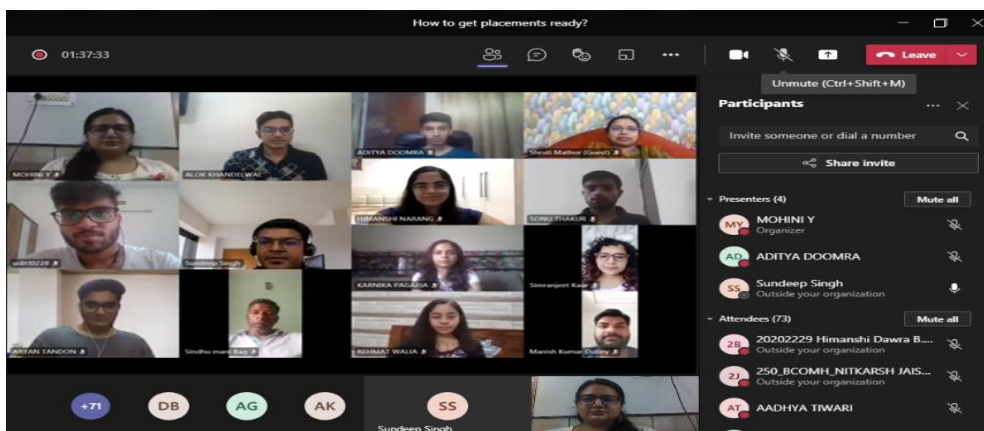 How to get placements ready?
01:37:33
Leave
Unmute (Ctrl+Shift+M)
Participants
Invite someone or dial a number
Share invite
Presenters (4)
Mute all
MY
MOHINI Y
Organizer
AD
ADITYA DOOMRA
SS
Sundeep Singh
Outside your organization
Attendees (73)
Mute all
2B
20202229 Himanshi Dawra B....
Outside your organization
2J
250_BCOMH_NITKARSH JAIS...
Outside your organization
AT
AADHYA TIWARI
MOHINI Y
ALOK KHANDELWAL
ADITYA DOOMRA
Shruti Mathur (Guest)
HIMANSHI NARANG
SONU THAKUR
Sundeep Singh
KARNIKA PAGARIA
Simranjeet Kaur
ARYAN TANDON
Sindhu mani Bag
REHMAT WALIA
Manish Kumar Dubey
+71
DB
AG
AK
SS
Sundeep Singh